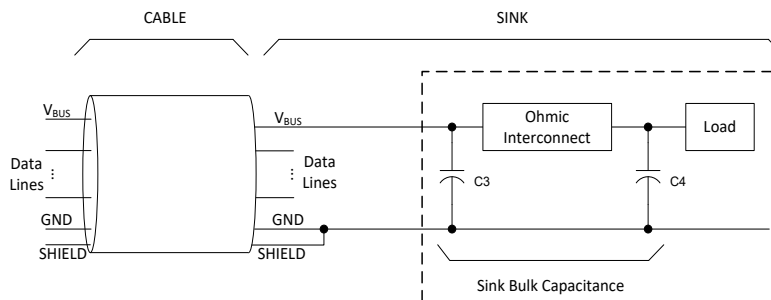 CABLE
SINK
VBUS
VBUS
Ohmic
Interconnect
Load
Data
Lines
...
Data
Lines
...
C3
C4
GND
GND
SHIELD
SHIELD
Sink Bulk Capacitance